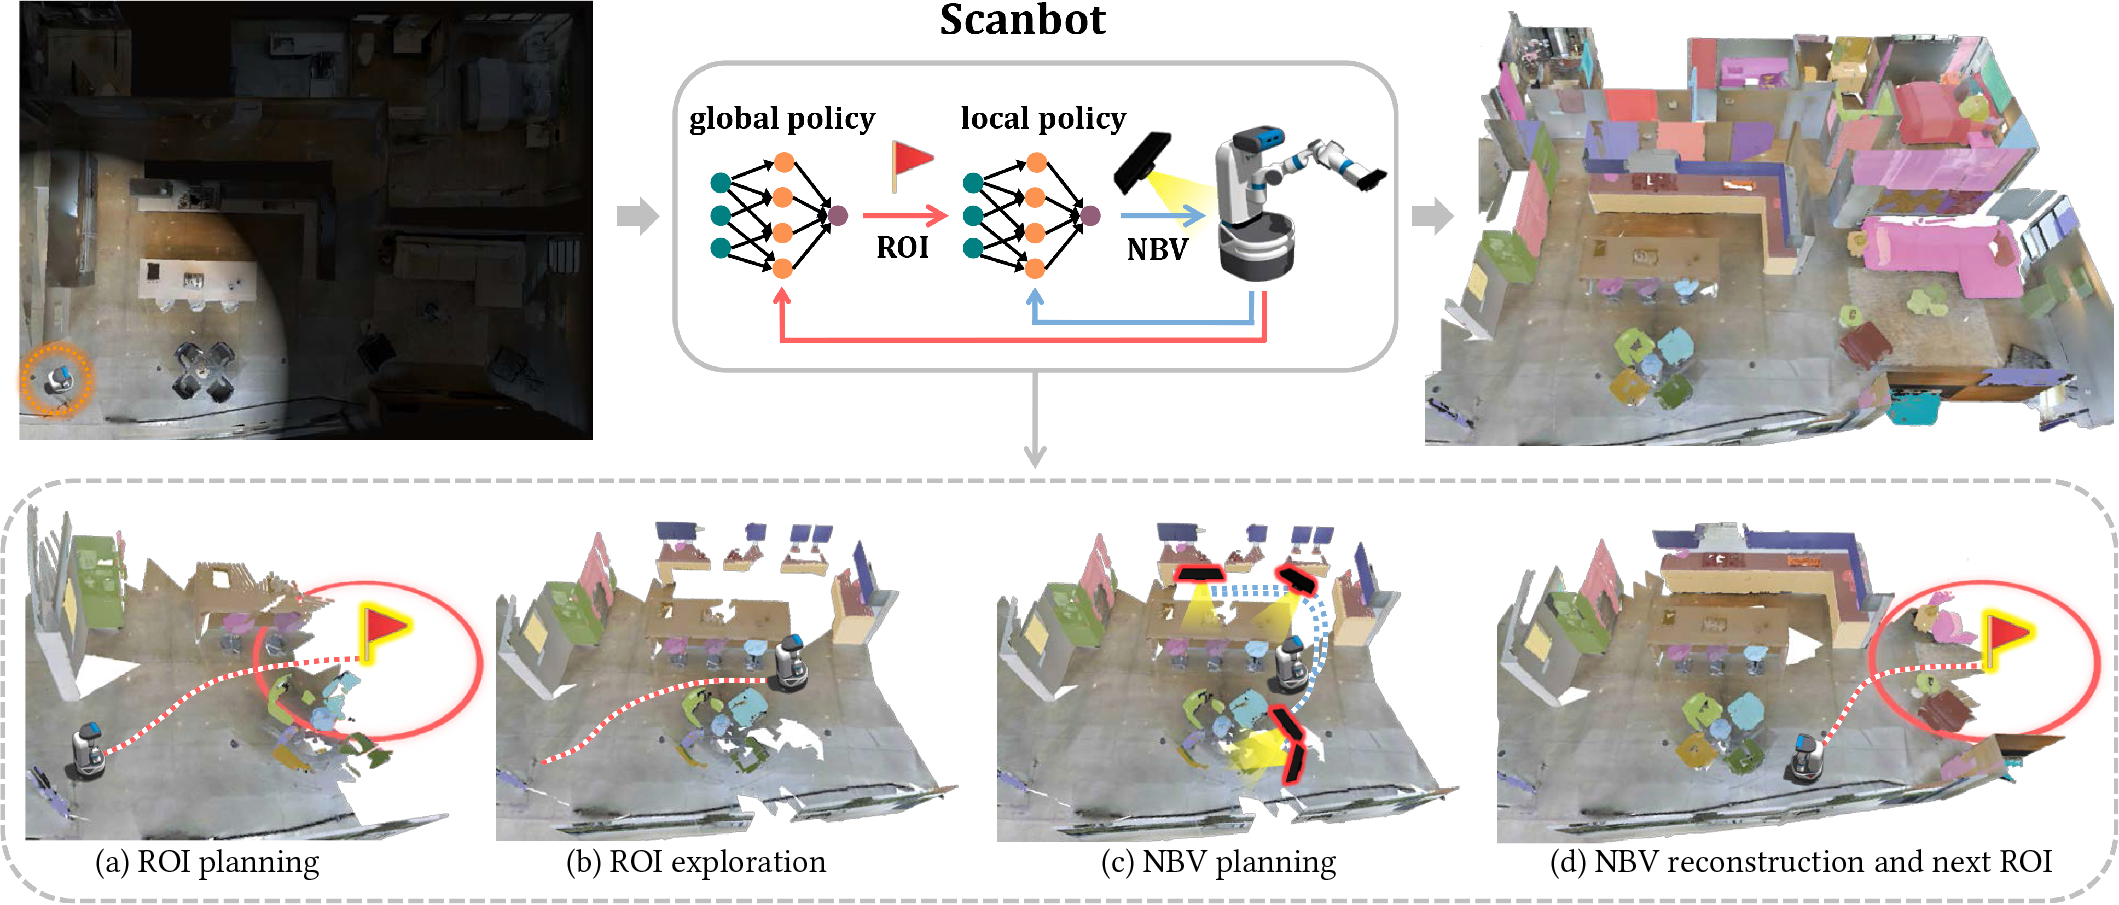 Scanbot
global policy
local policy
ROI
NBV
(a) ROI planning
(b) ROI exploration
(c) NBV planning
(d) NBV reconstruction and next ROI